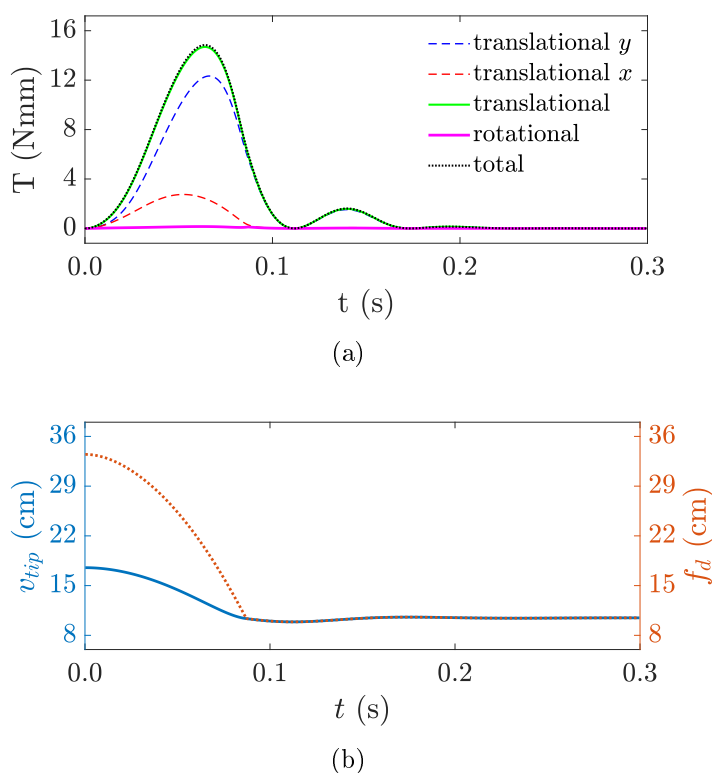 16
12
8
4
0
T (Nmm)
translational y
translational x
translational
rotational
total
0.0 0.1 0.2 0.3
t (s)
(a)
36 36
29 29
22 22
15 15
8 8
v_tip (cm)
f_d (cm)
0.0 0.1 0.2 0.3
t (s)
(b)